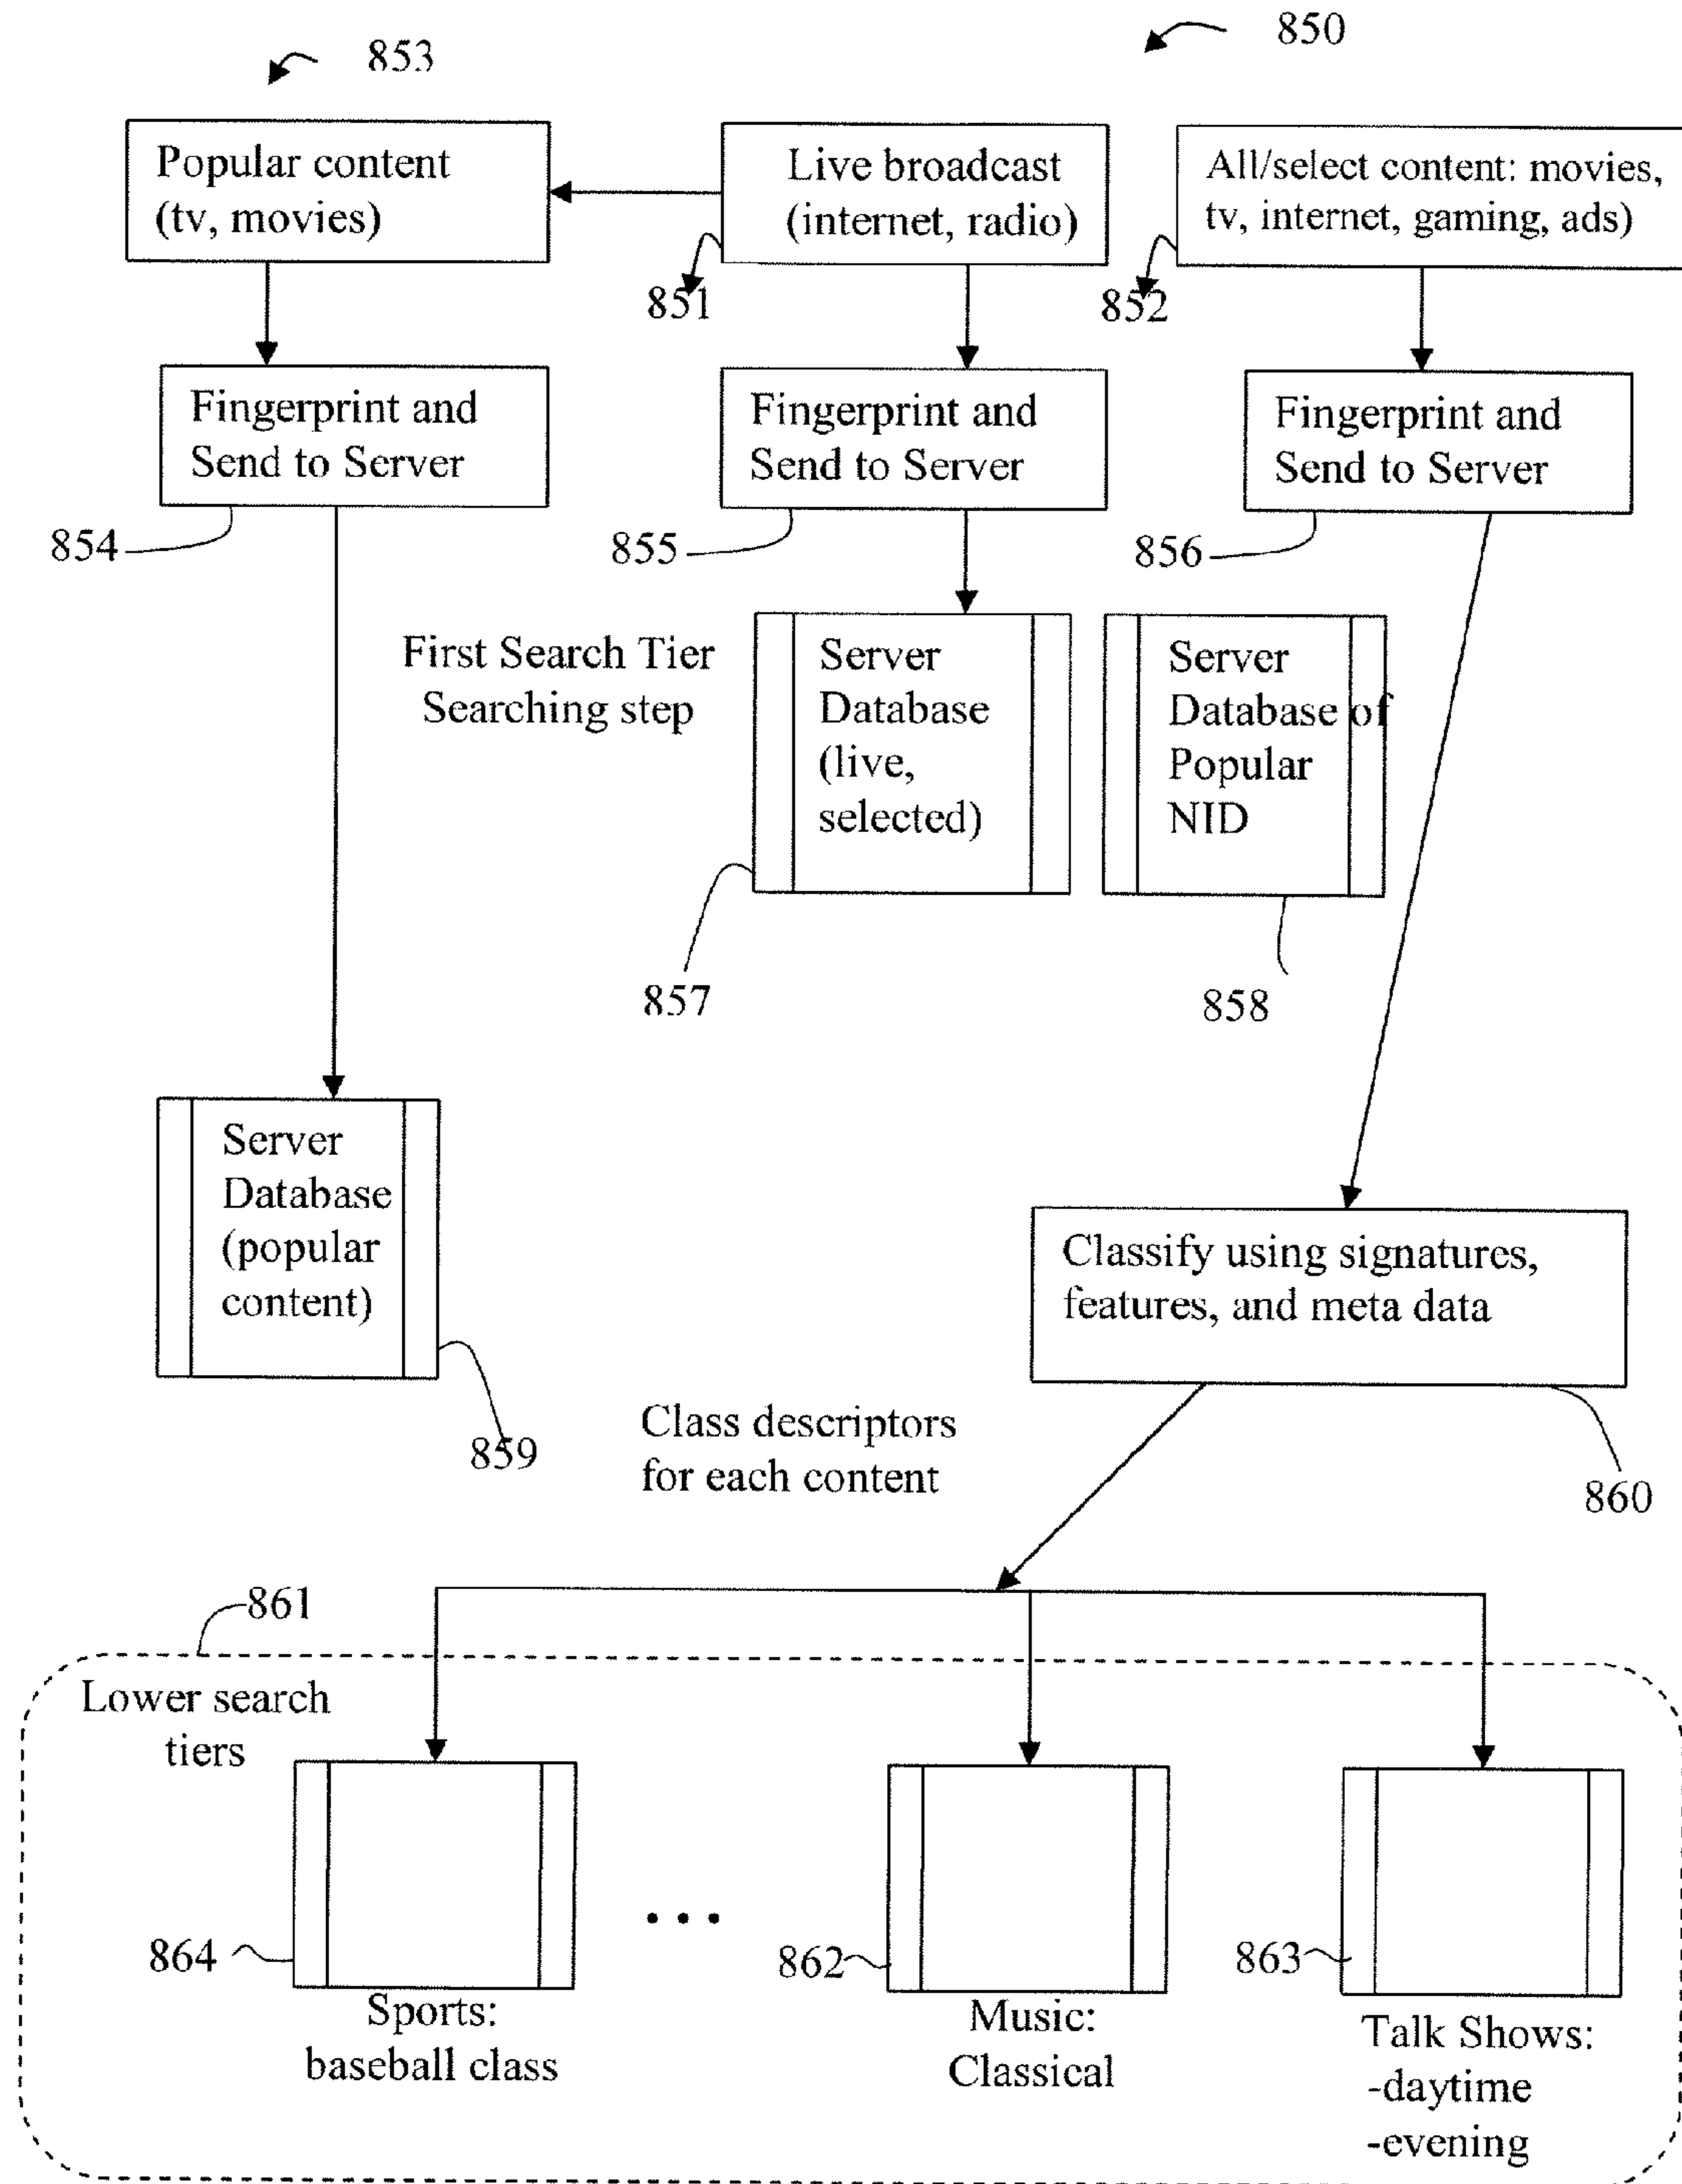 853
850
Popular content
(tv, movies)
Live broadcast
(internet, radio)
All/select content: movies,
tv, internet, gaming, ads)
851
852
Fingerprint and
Send to Server
Fingerprint and
Send to Server
Fingerprint and
Send to Server
854
855
856
First Search Tier
Searching step
Server
Database
(live,
selected)
Server
Database of
Popular
NID
857
858
Server
Database
(popular
content)
859
Classify using signatures,
features, and meta data
860
Class descriptors
for each content
861
Lower search
tiers
864
862
863
Sports:
baseball class
Music:
Classical
Talk Shows:
-daytime
-evening